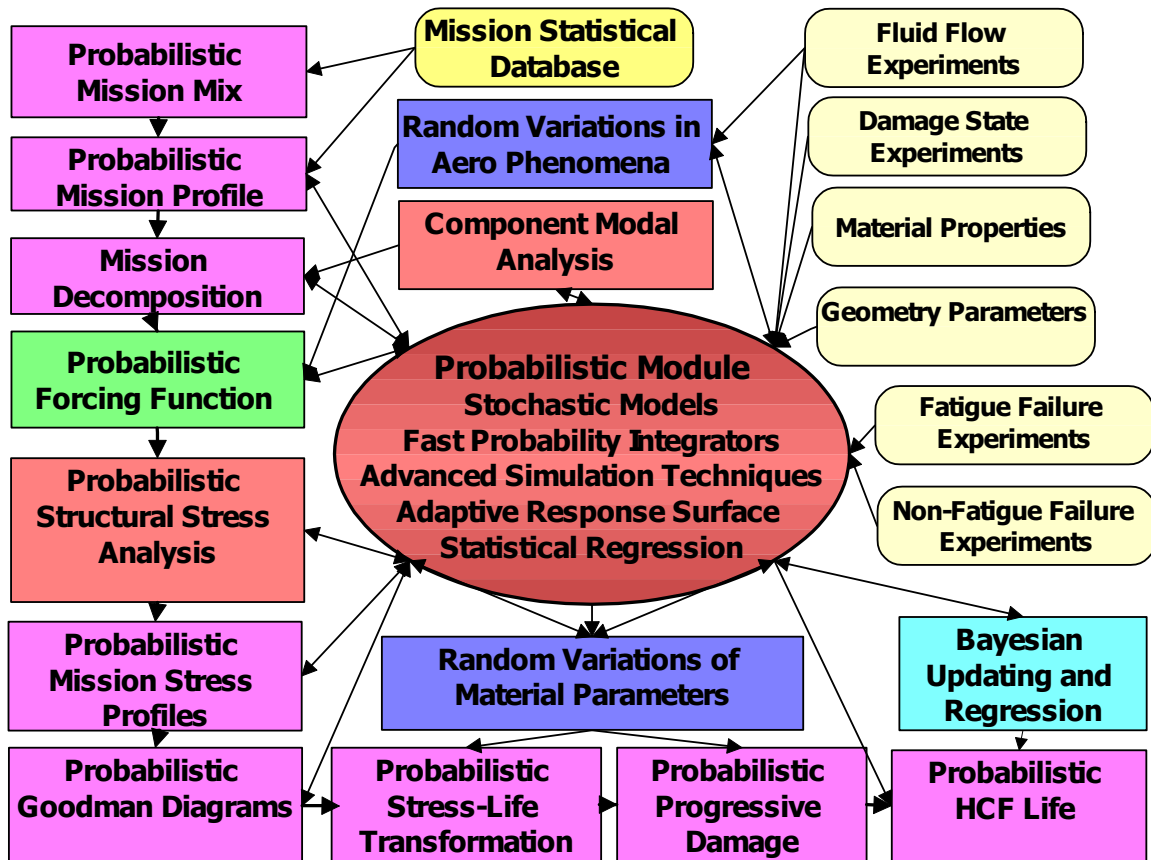 Probabilistic
Mission Mix
Mission Statistical
Database
Fluid Flow
Experiments
Random Variations in
Aero Phenomena
Damage State
Experiments
Probabilistic
Mission Profile
Component Modal
Analysis
Material Properties
Mission
Decomposition
Geometry Parameters
Probabilistic
Forcing Function
Probabilistic Module
Stochastic Models
Fast Probability Integrators
Advanced Simulation Techniques
Adaptive Response Surface
Statistical Regression
Fatigue Failure
Experiments
Non-Fatigue Failure
Experiments
Probabilistic
Structural Stress
Analysis
Probabilistic
Mission Stress
Profiles
Random Variations of
Material Parameters
Bayesian
Updating and
Regression
Probabilistic
Goodman Diagrams
Probabilistic
Stress-Life
Transformation
Probabilistic
Progressive
Damage
Probabilistic
HCF Life